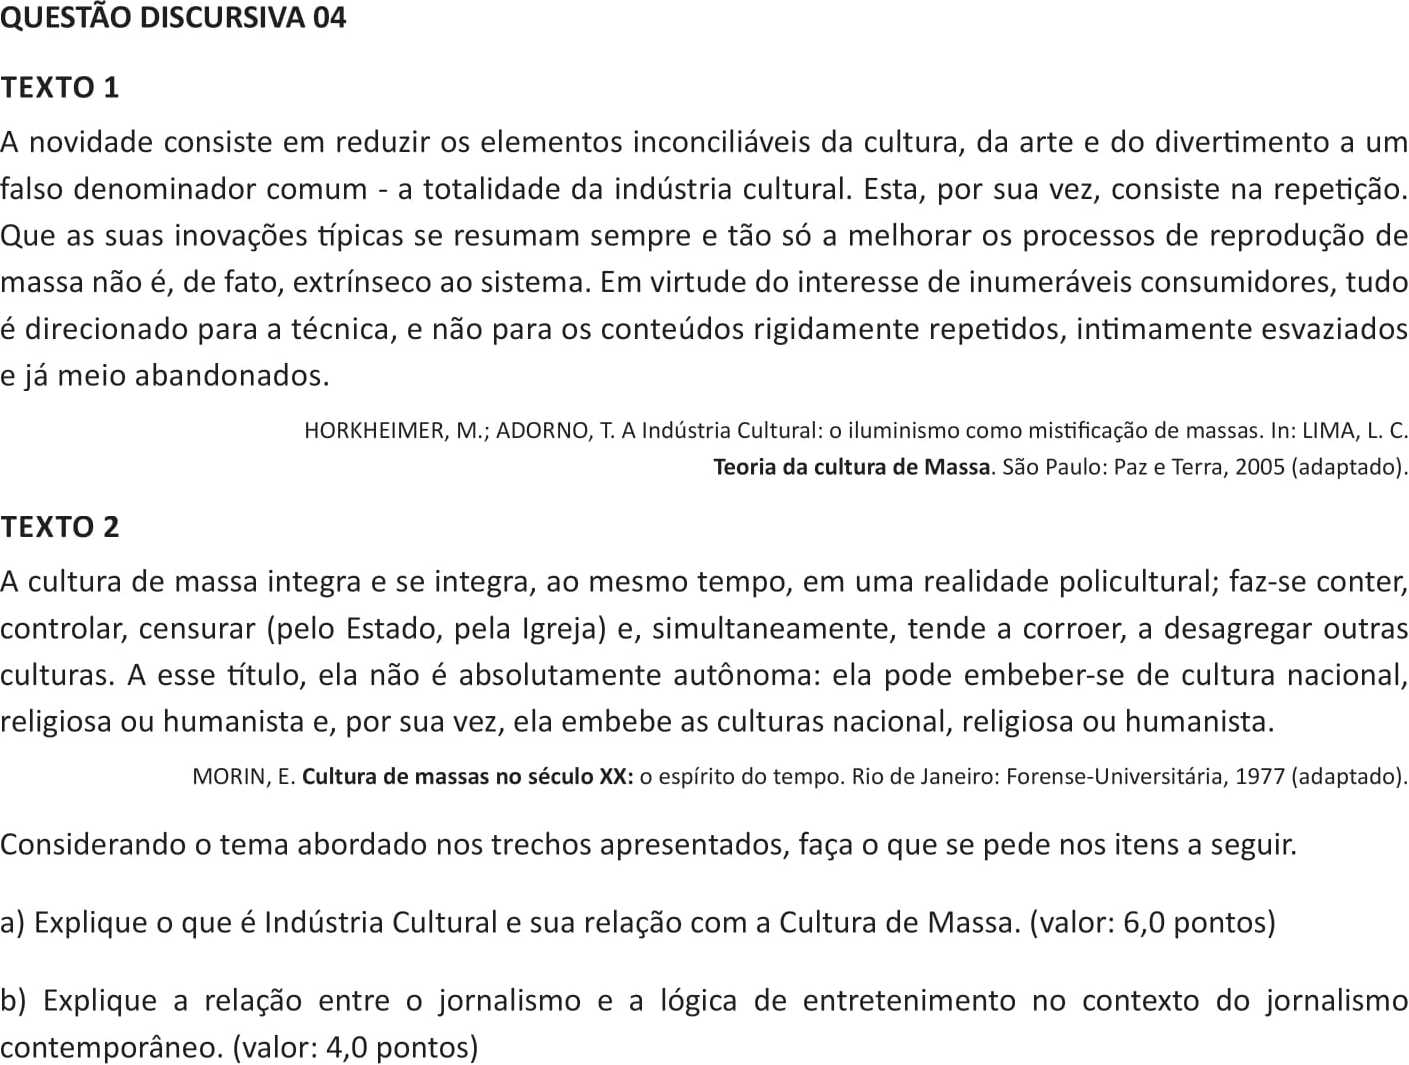 QUESTÃO DISCURSIVA 04
TEXTO 1
A novidade consiste em reduzir os elementos inconciliáveis da cultura, da arte e do divertimento a um
falso denominador comum - a totalidade da indústria cultural. Esta, por sua vez, consiste na repetição.
Que as suas inovações típicas se resumam sempre e tão só a melhorar os processos de reprodução de
massa não é, de fato, extrínseco ao sistema. Em virtude do interesse de inumeráveis consumidores, tudo
é direcionado para a técnica, e não para os conteúdos rigidamente repetidos, intimamente esvaziados
e já meio abandonados.
HORKHEIMER, M.; ADORNO, T. A Indústria Cultural: o iluminismo como mistificação de massas. In: LIMA, L. C.
Teoria da cultura de Massa. São Paulo: Paz e Terra, 2005 (adaptado).
TEXTO 2
A cultura de massa integra e se integra, ao mesmo tempo, em uma realidade policultural; faz-se conter,
controlar, censurar (pelo Estado, pela Igreja) e, simultaneamente, tende a corroer, a desagregar outras
culturas. A esse título, ela não é absolutamente autônoma: ela pode embeber-se de cultura nacional,
religiosa ou humanista e, por sua vez, ela embebe as culturas nacional, religiosa ou humanista.
MORIN, E. Cultura de massas no século XX: o espírito do tempo. Rio de Janeiro: Forense-Universitária, 1977 (adaptado).
Considerando o tema abordado nos trechos apresentados, faça o que se pede nos itens a seguir.
a) Explique o que é Indústria Cultural e sua relação com a Cultura de Massa. (valor: 6,0 pontos)
b) Explique a relação entre o jornalismo e a lógica de entretenimento no contexto do jornalismo
contemporâneo. (valor: 4,0 pontos)